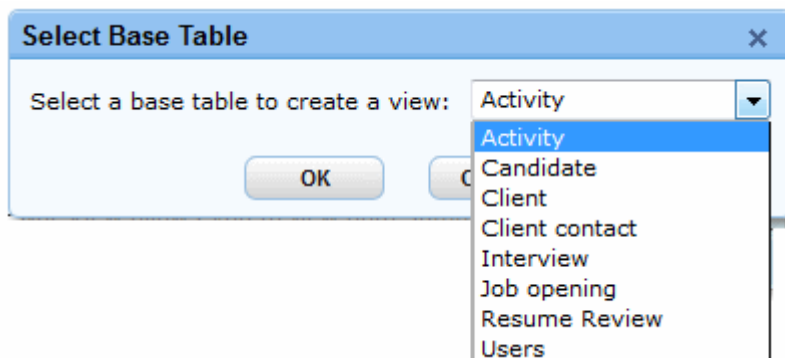 Select Base Table
Select a base table to create a view: Activity
Activity
Candidate
Client
Client contact
Interview
Job opening
Resume Review
Users
OK